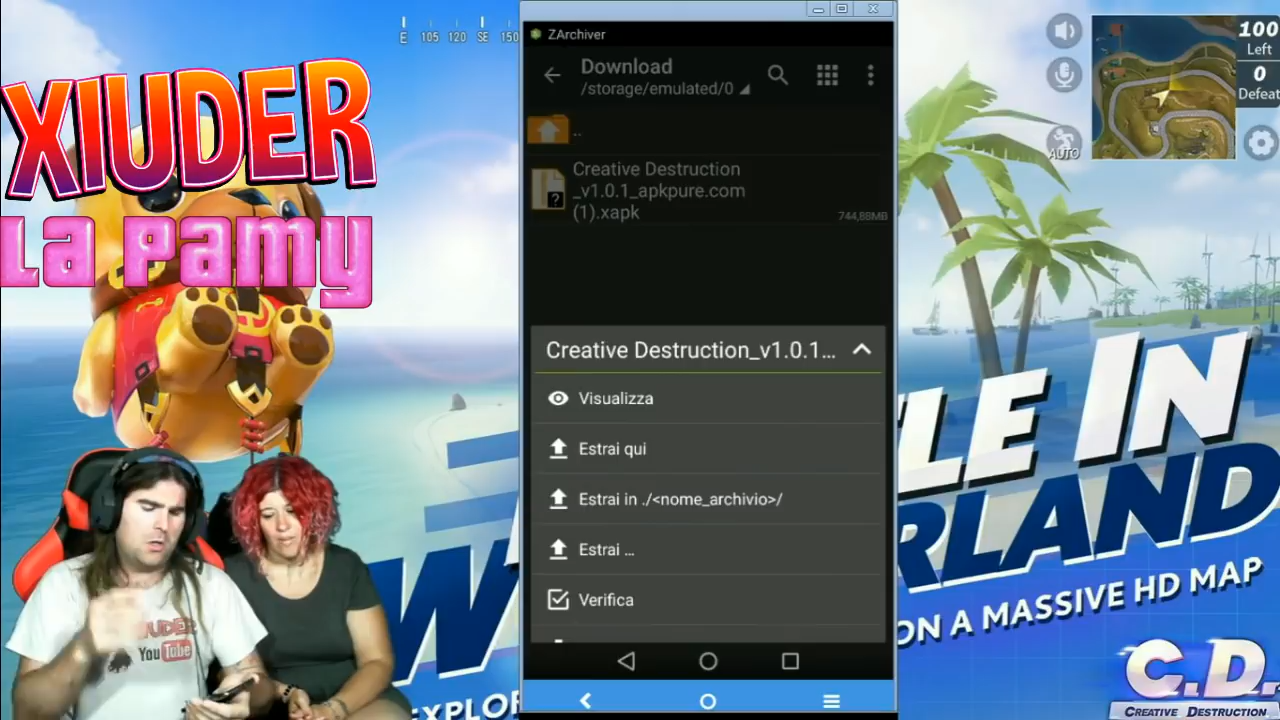 XIUDER
La Pamy
E 105 120 SE 150
ZArchiver
Download
/storage/emulated/0
..
Creative Destruction
_v1.0.1_apkpure.com
(1).xapk
744,88MB
Creative Destruction_v1.0.1...
Visualizza
Estrai qui
Estrai in ./<nome_archivio>/
Estrai ...
Verifica
100
Left
0
Defeat
AUTO
LE IN
RLAND
ON A MASSIVE HD MAP
W
EXPLOR
XIUDER
YouTube
C.D.
CREATIVE DESTRUCTION